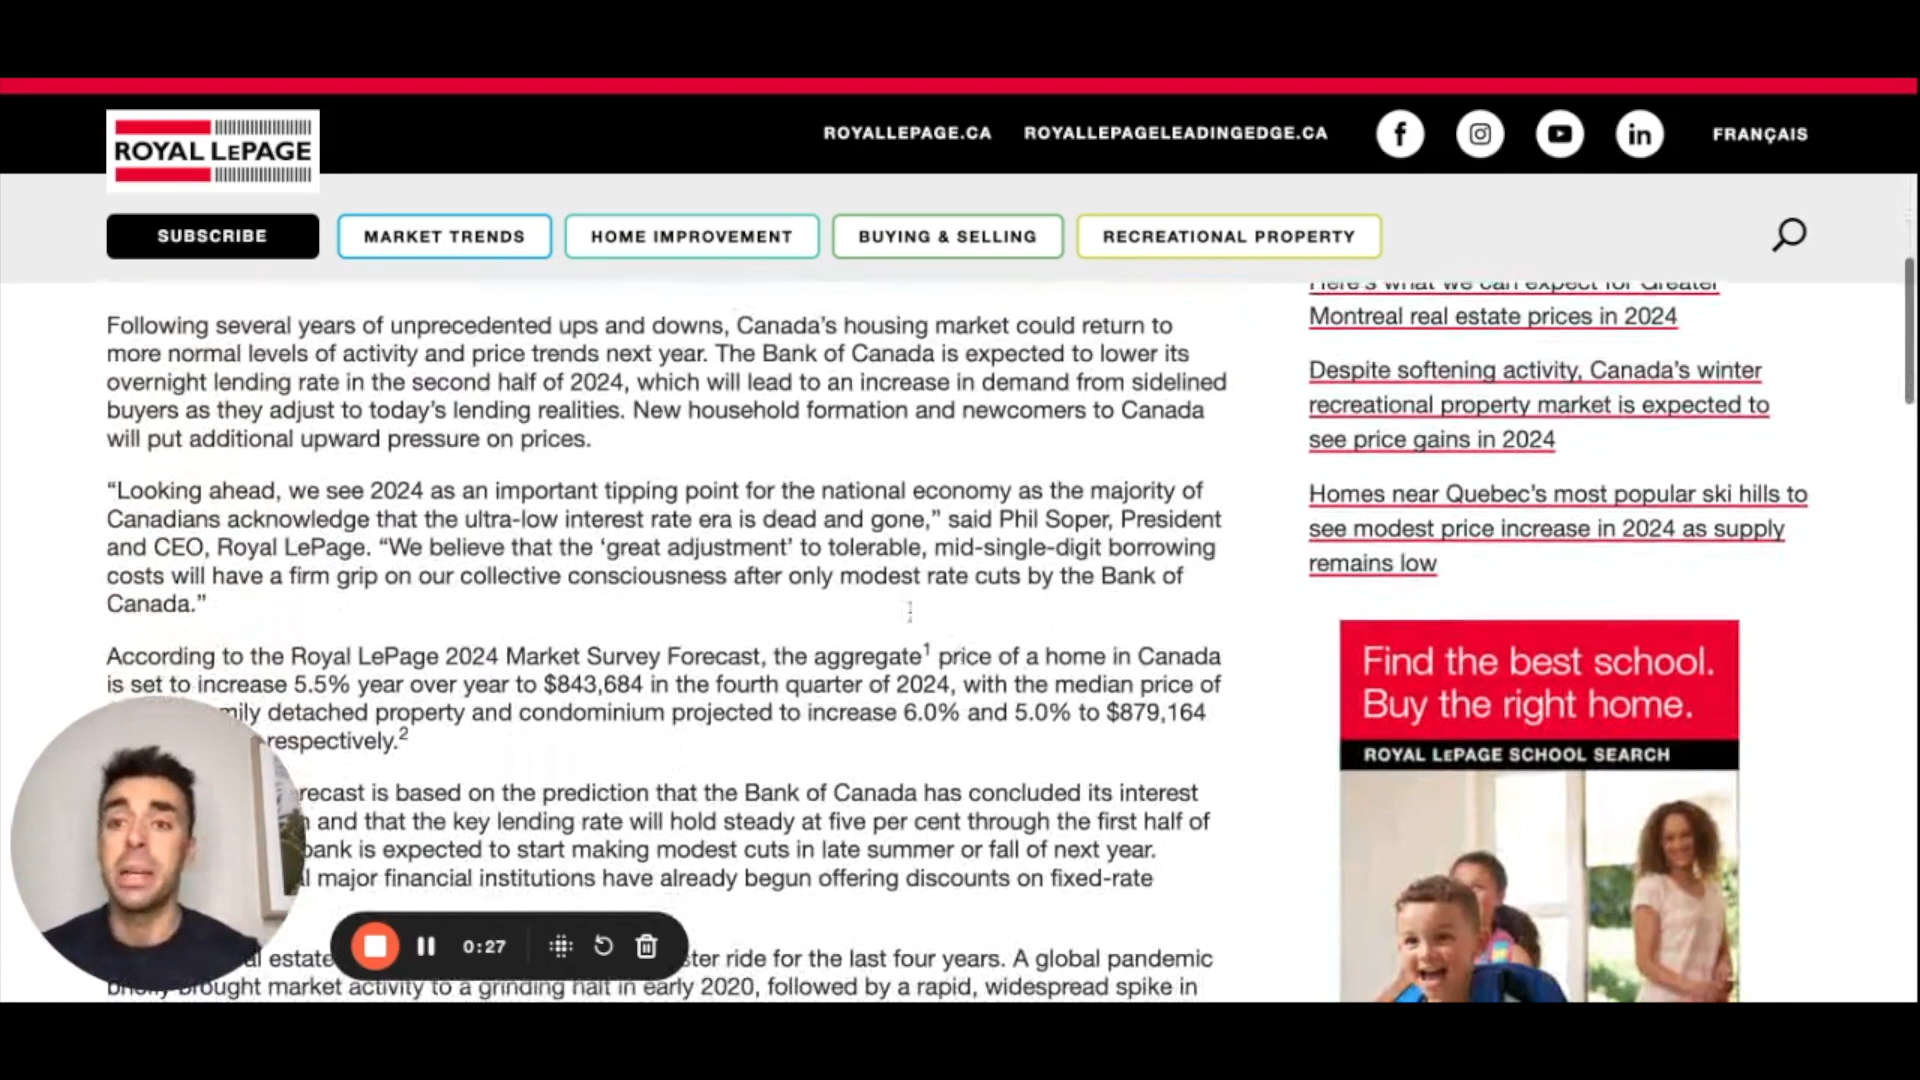 ROYAL LEPAGE
ROYALLEPAGE.CA
ROYALLEPAGELEADINGEDGE.CA
f
in
FRANÇAIS
SUBSCRIBE
MARKET TRENDS
HOME IMPROVEMENT
BUYING & SELLING
RECREATIONAL PROPERTY
Following several years of unprecedented ups and downs, Canada’s housing market could return to
more normal levels of activity and price trends next year. The Bank of Canada is expected to lower its
overnight lending rate in the second half of 2024, which will lead to an increase in demand from sidelined
buyers as they adjust to today’s lending realities. New household formation and newcomers to Canada
will put additional upward pressure on prices.
“Looking ahead, we see 2024 as an important tipping point for the national economy as the majority of
Canadians acknowledge that the ultra-low interest rate era is dead and gone,” said Phil Soper, President
and CEO, Royal LePage. “We believe that the ‘great adjustment’ to tolerable, mid-single-digit borrowing
costs will have a firm grip on our collective consciousness after only modest rate cuts by the Bank of
Canada.”
According to the Royal LePage 2024 Market Survey Forecast, the aggregate¹ price of a home in Canada
is set to increase 5.5% year over year to $843,684 in the fourth quarter of 2024, with the median price of
detached property and condominium projected to increase 6.0% and 5.0% to $879,164
respectively.²
is based on the prediction that the Bank of Canada has concluded its interest
and that the key lending rate will hold steady at five per cent through the first half of
bank is expected to start making modest cuts in late summer or fall of next year.
major financial institutions have already begun offering discounts on fixed-rate
estate
ride for the last four years. A global pandemic
brought market activity to a grinding halt in early 2020, followed by a rapid, widespread spike in
0:27
Here’s what we can expect for Greater
Montreal real estate prices in 2024
Despite softening activity, Canada’s winter
recreational property market is expected to
see price gains in 2024
Homes near Quebec’s most popular ski hills to
see modest price increase in 2024 as supply
remains low
Find the best school.
Buy the right home.
ROYAL LEPAGE SCHOOL SEARCH